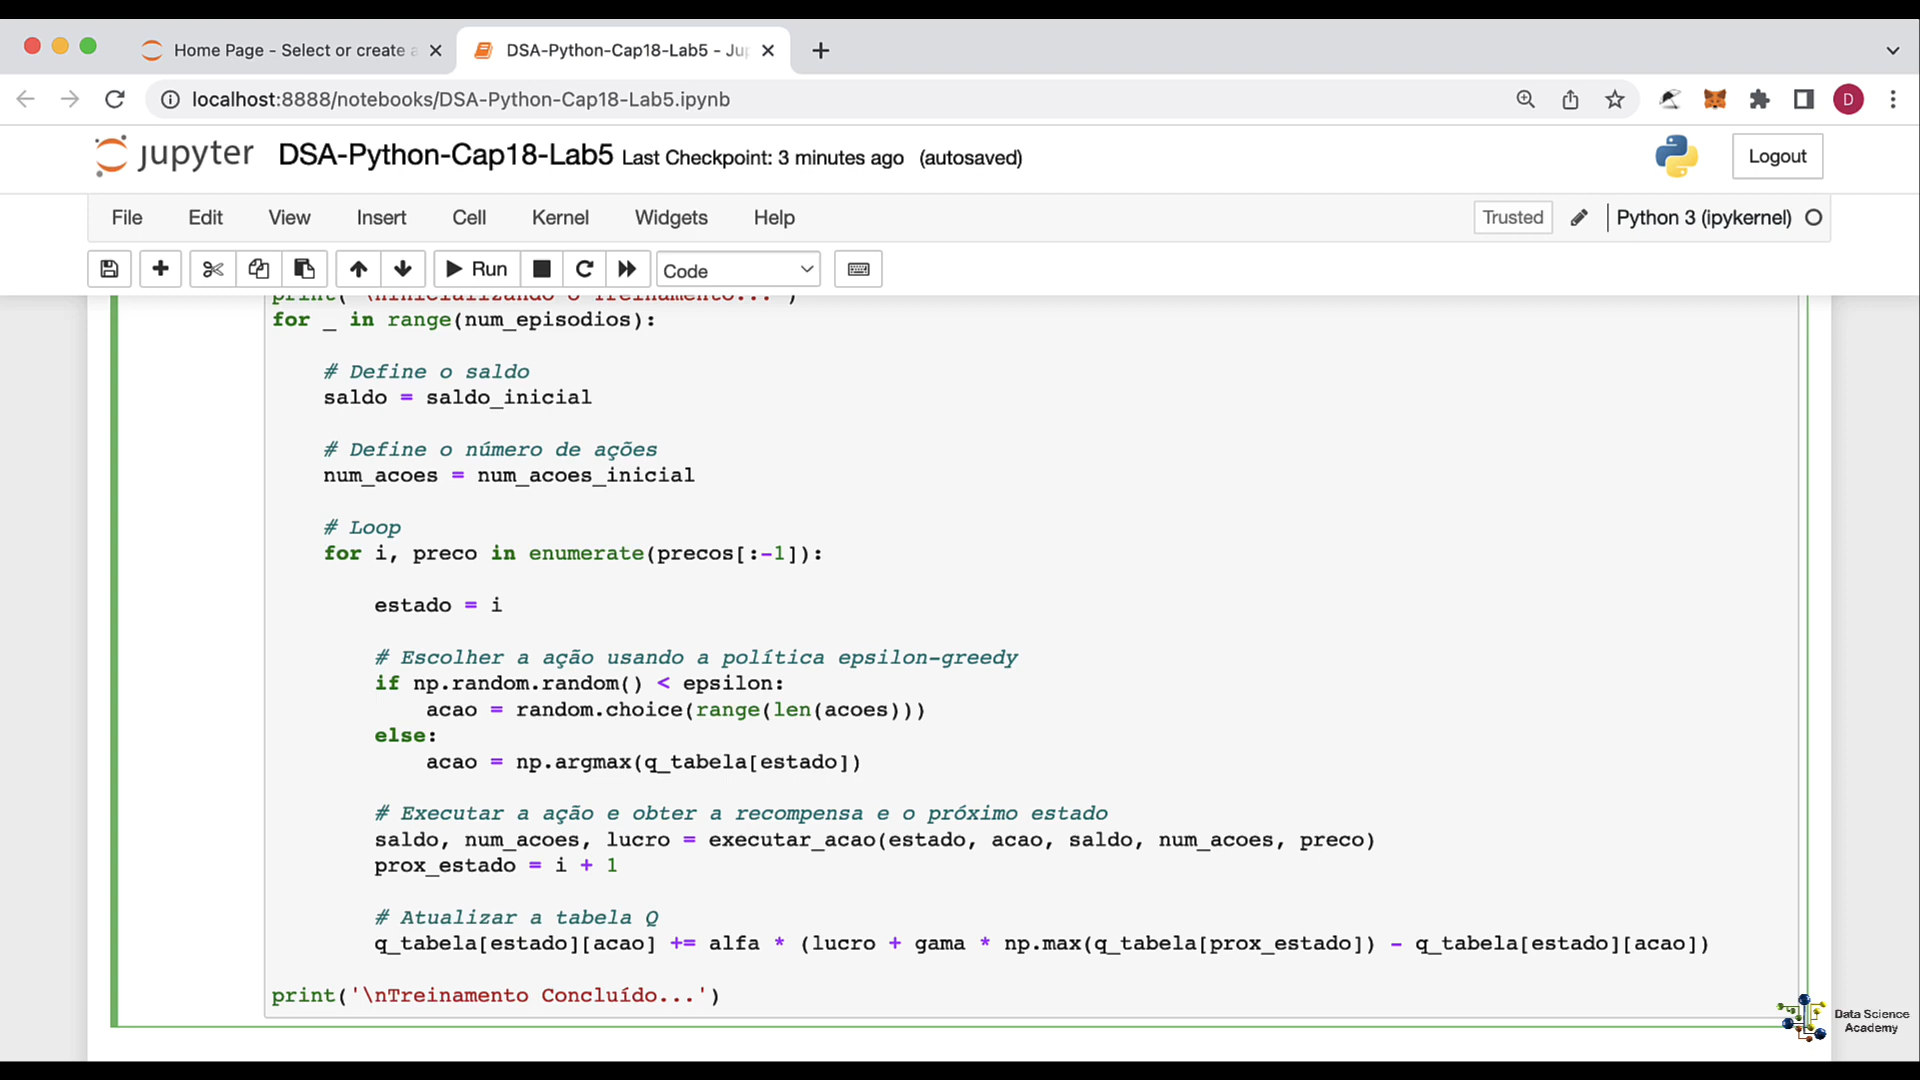 Home Page - Select or create a
DSA-Python-Cap18-Lab5 - Ju
localhost:8888/notebooks/DSA-Python-Cap18-Lab5.ipynb
D
jupyter DSA-Python-Cap18-Lab5 Last Checkpoint: 3 minutes ago (autosaved)
Logout
File Edit View Insert Cell Kernel Widgets Help
Trusted Python 3 (ipykernel)
Run Code
print('\nInicializando o Treinamento...')
for _ in range(num_episodios):
# Define o saldo
saldo = saldo_inicial
# Define o número de ações
num_acoes = num_acoes_inicial
# Loop
for i, preco in enumerate(precos[:-1]):
estado = i
# Escolher a ação usando a política epsilon-greedy
if np.random.random() < epsilon:
acao = random.choice(range(len(acoes)))
else:
acao = np.argmax(q_tabela[estado])
# Executar a ação e obter a recompensa e o próximo estado
saldo, num_acoes, lucro = executar_acao(estado, acao, saldo, num_acoes, preco)
prox_estado = i + 1
# Atualizar a tabela Q
q_tabela[estado][acao] += alfa * (lucro + gama * np.max(q_tabela[prox_estado]) - q_tabela[estado][acao])
print('\nTreinamento Concluído...')
Data Science
Academy